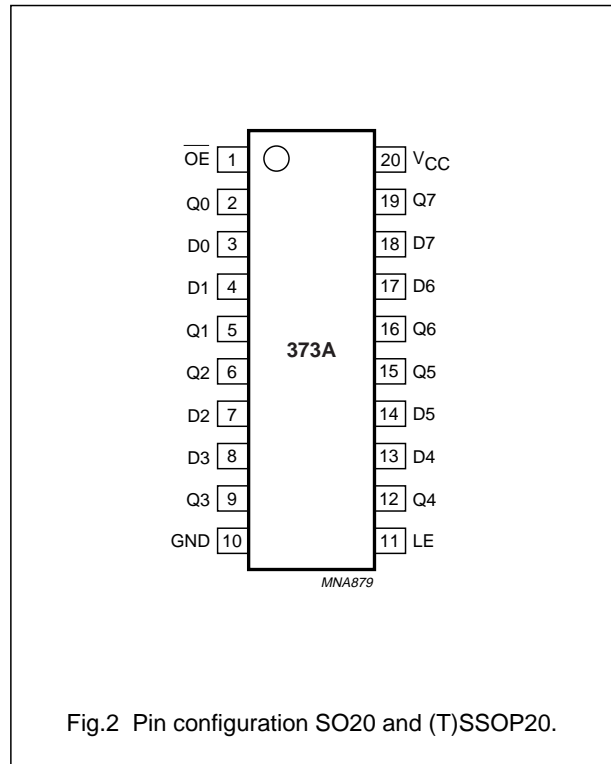 O̅E̅ 1 20 VCC
Q0 2 19 Q7
D0 3 18 D7
D1 4 17 D6
Q1 5 16 Q6
373A
Q2 6 15 Q5
D2 7 14 D5
D3 8 13 D4
Q3 9 12 Q4
GND 10 11 LE
MNA879
Fig.2 Pin configuration SO20 and (T)SSOP20.